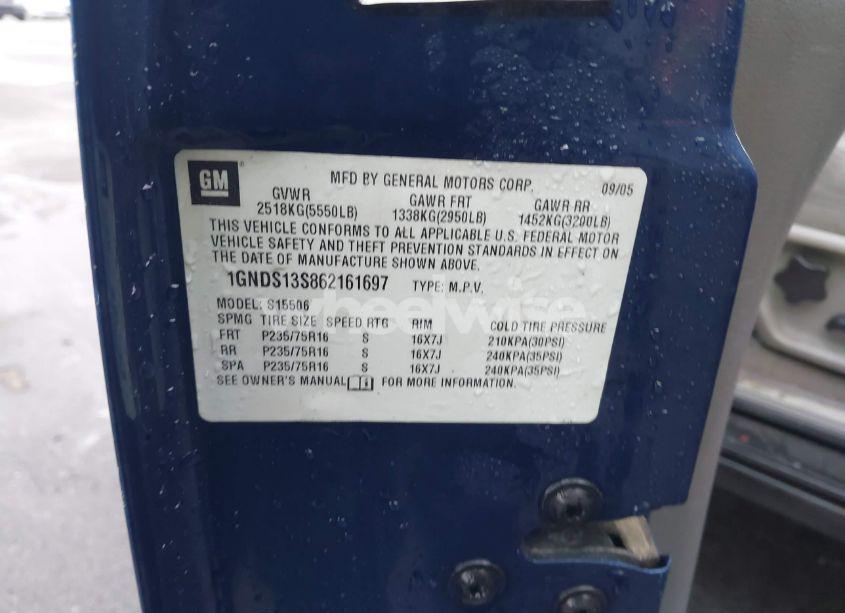 GM
MFD BY GENERAL MOTORS CORP. 09/05
GVWR GAWR FRT GAWR RR
2518KG(5550LB) 1338KG(2950LB) 1452KG(3200LB)
THIS VEHICLE CONFORMS TO ALL APPLICABLE U.S. FEDERAL MOTOR
VEHICLE SAFETY AND THEFT PREVENTION STANDARDS IN EFFECT ON
THE DATE OF MANUFACTURE SHOWN ABOVE.
1GNDS13S862161697 TYPE: M.P.V.
MODEL: S15506
SPMG TIRE SIZE SPEED RTG RIM COLD TIRE PRESSURE
FRT P235/75R16 S 16X7J 210KPA(30PSI)
RR P235/75R16 S 16X7J 240KPA(35PSI)
SPA P235/75R16 S 16X7J 240KPA(35PSI)
SEE OWNER'S MANUAL FOR MORE INFORMATION.
wheelwise